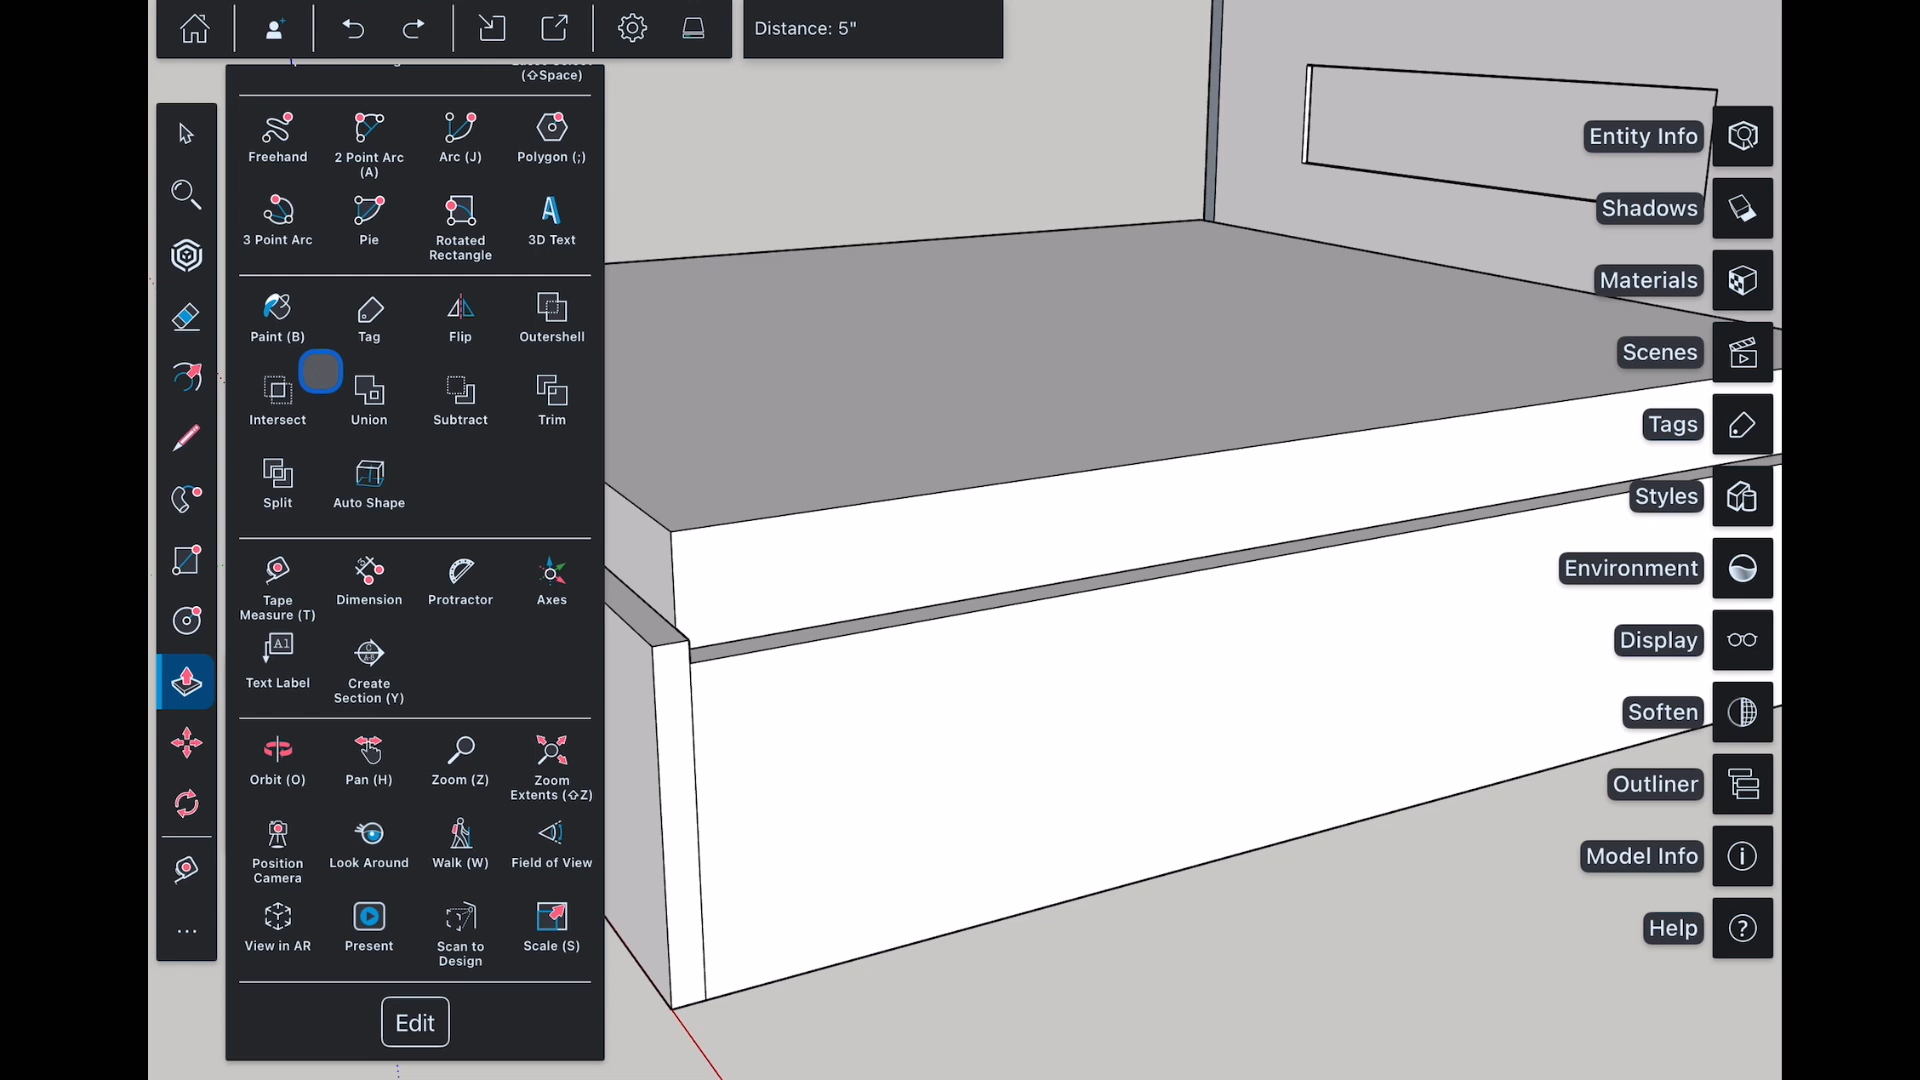 Distance: 5"
(⇧Space)
Freehand
2 Point Arc
(A)
Arc (J)
Polygon (;)
3 Point Arc
Pie
Rotated
Rectangle
3D Text
Paint (B)
Tag
Flip
Outershell
Intersect
Union
Subtract
Trim
Split
Auto Shape
Tape
Measure (T)
Dimension
Protractor
Axes
A1
Text Label
Create
Section (Y)
Orbit (O)
Pan (H)
Zoom (Z)
Zoom
Extents (⇧Z)
Position
Camera
Look Around
Walk (W)
Field of View
View in AR
Present
Scan to
Design
Scale (S)
Edit
Entity Info
Shadows
Materials
Scenes
Tags
Styles
Environment
Display
Soften
Outliner
Model Info
Help